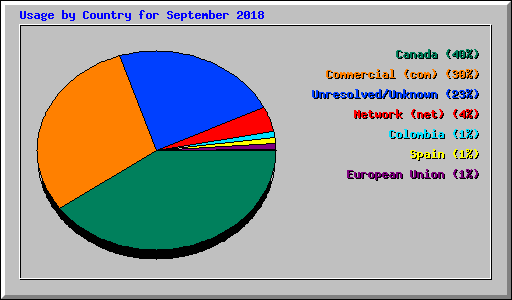 Usage by Country for September 2018
Canada (40%)
Commercial (com) (30%)
Unresolved/Unknown (23%)
Network (net) (4%)
Colombia (1%)
Spain (1%)
European Union (1%)